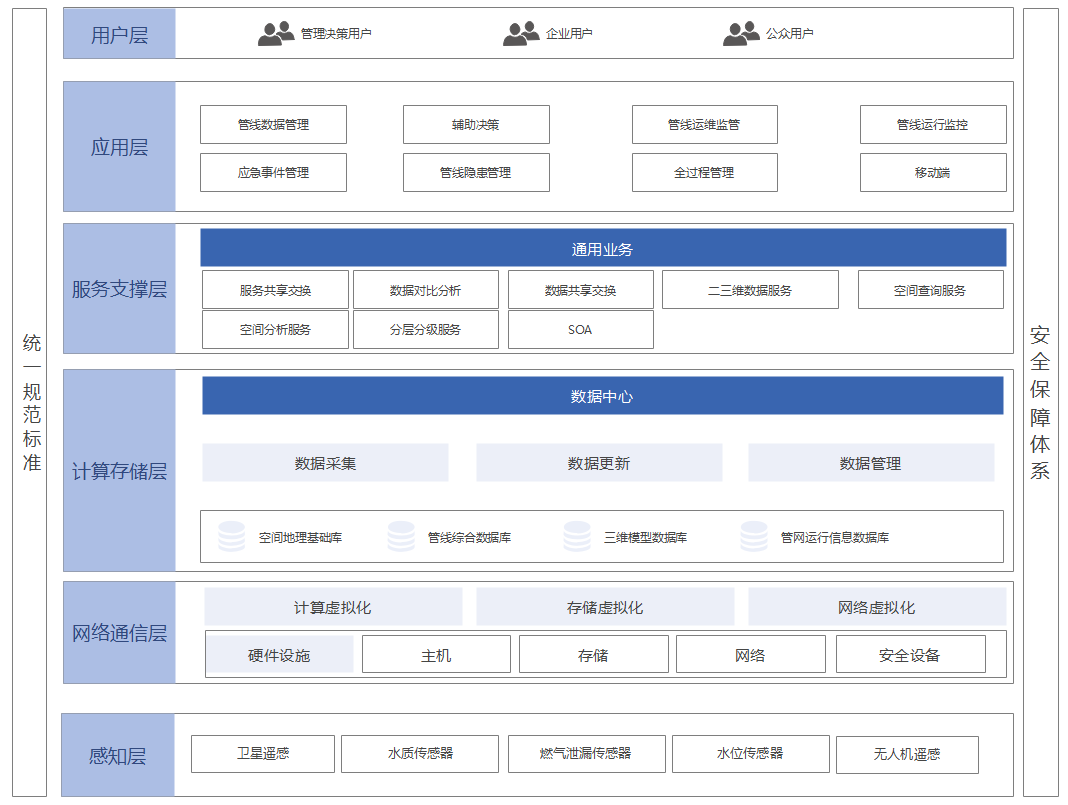 统一规范标准
用户层
管理决策用户
企业用户
公众用户
应用层
管线数据管理
辅助决策
管线运维监管
管线运行监控
应急事件管理
管线隐患管理
全过程管理
移动端
服务支撑层
通用业务
服务共享交换
数据对比分析
数据共享交换
二三维数据服务
空间查询服务
空间分析服务
分层分级服务
SOA
计算存储层
数据中心
数据采集
数据更新
数据管理
空间地理基础库
管线综合数据库
三维模型数据库
管网运行信息数据库
网络通信层
计算虚拟化
存储虚拟化
网络虚拟化
硬件设施
主机
存储
网络
安全设备
感知层
卫星遥感
水质传感器
燃气泄漏传感器
水位传感器
无人机遥感
安全保障体系